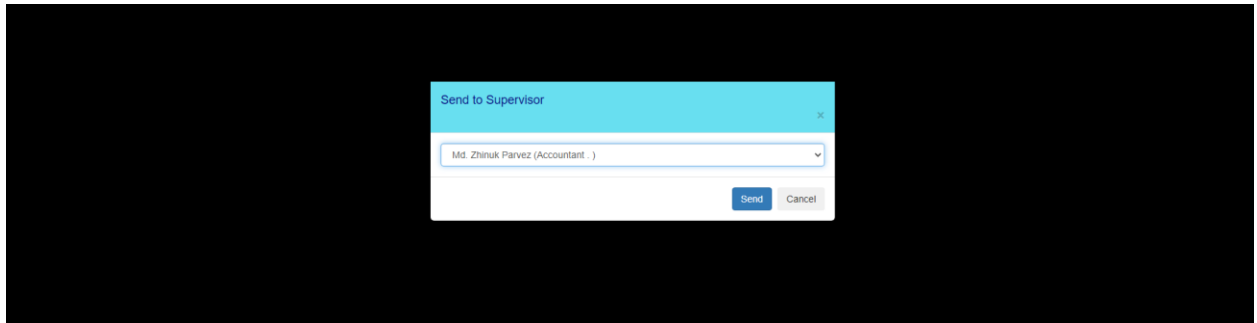 Send to Supervisor
×
Md. Zhinuk Parvez (Accountant . )
Send Cancel